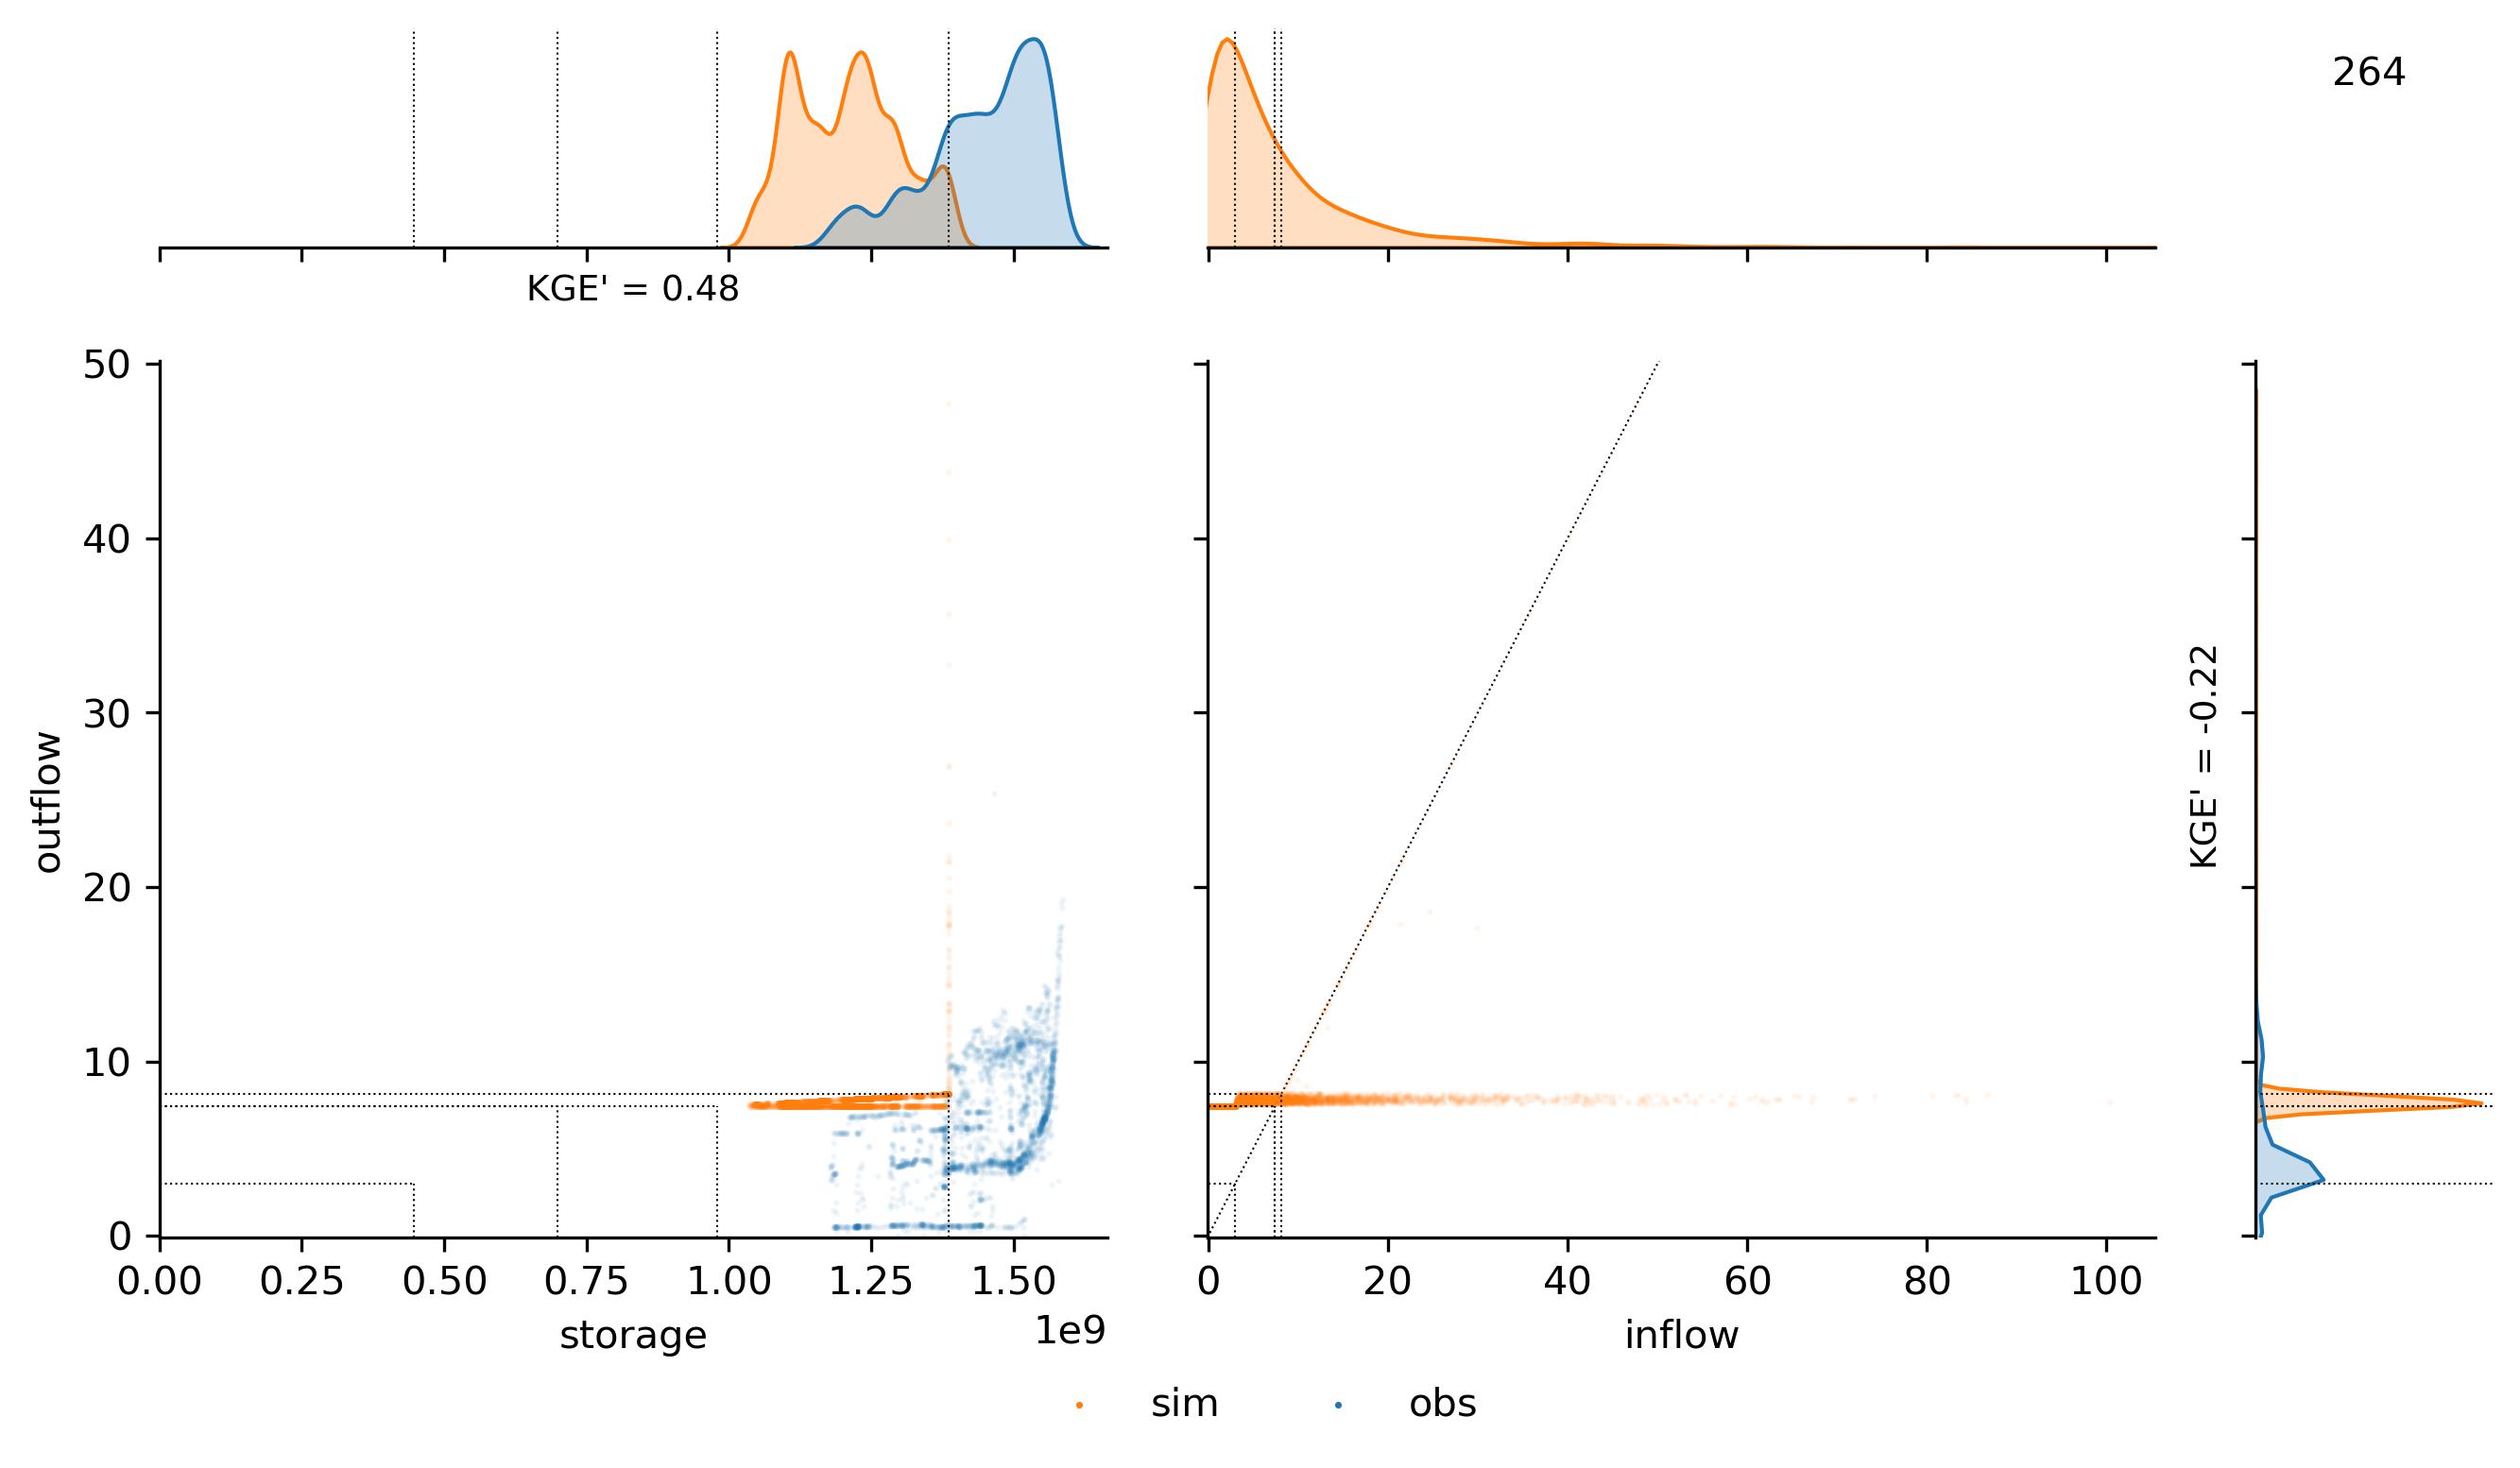 264
KGE' = 0.48
50
40
30
20
10
0
outflow
KGE' = -0.22
0.00 0.25 0.50 0.75 1.00 1.25 1.50
0 20 40 60 80 100
storage
1e9
inflow
sim obs